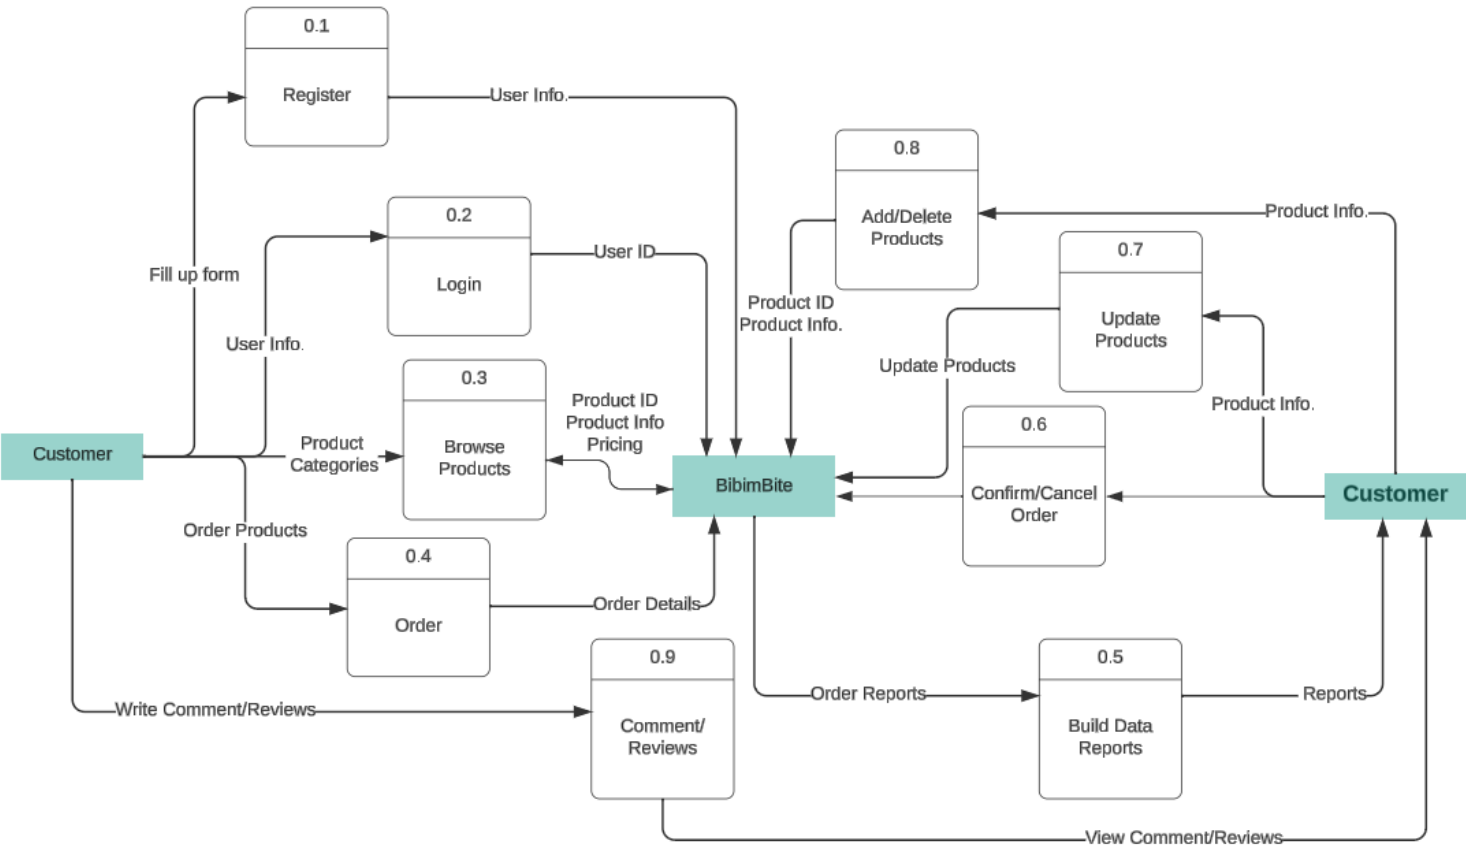 0.1
Register
User Info.
0.8
Add/Delete
Products
Product Info.
0.2
Login
User ID
0.7
Update
Products
Fill up form
User Info.
Product ID
Product Info.
Update Products
Product Info.
0.3
Browse
Products
Product ID
Product Info
Pricing
0.6
Confirm/Cancel
Order
Customer
Product
Categories
BibimBite
Customer
Order Products
0.4
Order
Order Details
0.9
Comment/
Reviews
Order Reports
0.5
Build Data
Reports
Reports
Write Comment/Reviews
View Comment/Reviews